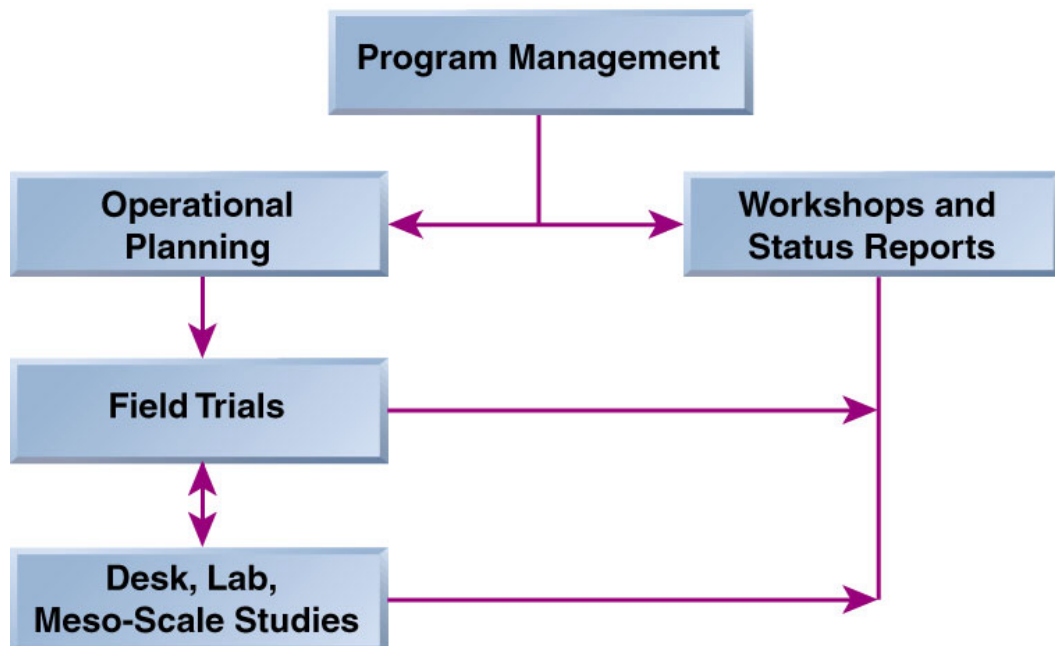 Program Management
Operational
Planning
Workshops and
Status Reports
Field Trials
Desk, Lab,
Meso-Scale Studies